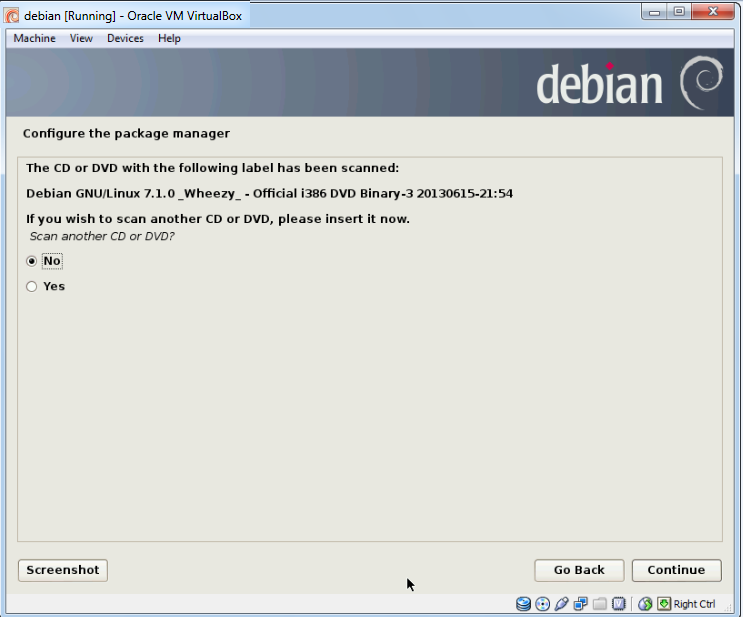 debian [Running] - Oracle VM VirtualBox
Machine View Devices Help
debian
Configure the package manager
The CD or DVD with the following label has been scanned:
Debian GNU/Linux 7.1.0 _Wheezy_ - Official i386 DVD Binary-3 20130615-21:54
If you wish to scan another CD or DVD, please insert it now.
Scan another CD or DVD?
No
Yes
Screenshot Go Back Continue
Right Ctrl